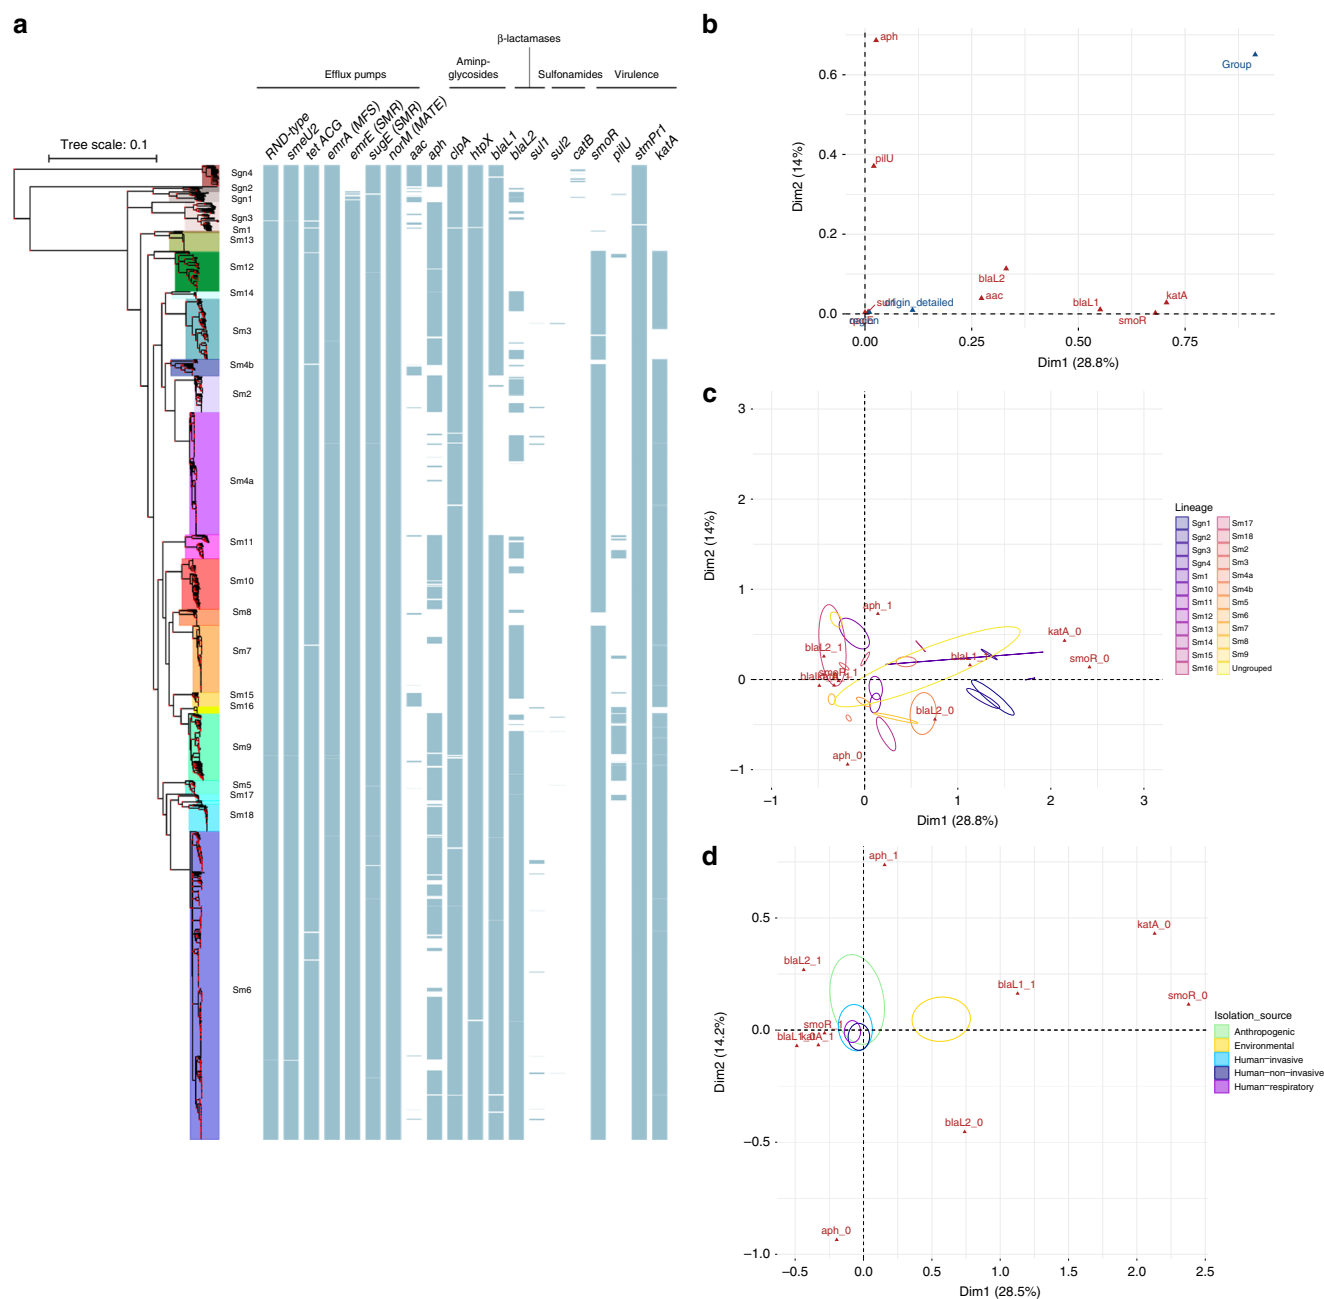 a
β-lactamases
Efflux pumps
Aminp-
glycosides
Sulfonamides
Virulence
RND-type
smeU2
tet ACG
emrA (MFS)
emrE (SMR)
sugE (SMR)
norM (MATE)
aac
aph
clpA
htpX
blaL1
blaL2
sul1
sul2
catB
smoR
pilU
stmPr1
katA
Tree scale: 0.1
Sgn4
Sgn2
Sgn1
Sgn3
Sm1
Sm13
Sm12
Sm14
Sm3
Sm4b
Sm2
Sm4a
Sm11
Sm10
Sm8
Sm7
Sm15
Sm16
Sm9
Sm5
Sm17
Sm18
Sm6
b
Dim2 (14%)
0.6
0.4
0.2
0.0
aph
Group
pilU
blaL2
aac
origin_detailed
blaL1
katA
smoR
0.00
0.25
0.50
0.75
Dim1 (28.8%)
c
Dim2 (14%)
3
2
1
0
−1
aph_1
katA_0
blaL2_1
blaL1
smoR_0
smoR_1
blaL2_0
aph_0
−1
0
1
2
3
Dim1 (28.8%)
Lineage
Sgn1
Sgn2
Sgn3
Sgn4
Sm1
Sm10
Sm11
Sm12
Sm13
Sm14
Sm15
Sm16
Sm17
Sm18
Sm2
Sm3
Sm4a
Sm4b
Sm5
Sm6
Sm7
Sm8
Sm9
Ungrouped
d
Dim2 (14.2%)
0.5
0.0
−0.5
−1.0
aph_1
katA_0
blaL2_1
blaL1_1
smoR_0
smoR_1
blaL1_0
katA_1
blaL2_0
aph_0
−0.5
0.0
0.5
1.0
1.5
2.0
2.5
Dim1 (28.5%)
Isolation_source
Anthropogenic
Environmental
Human−invasive
Human−non−invasive
Human−respiratory